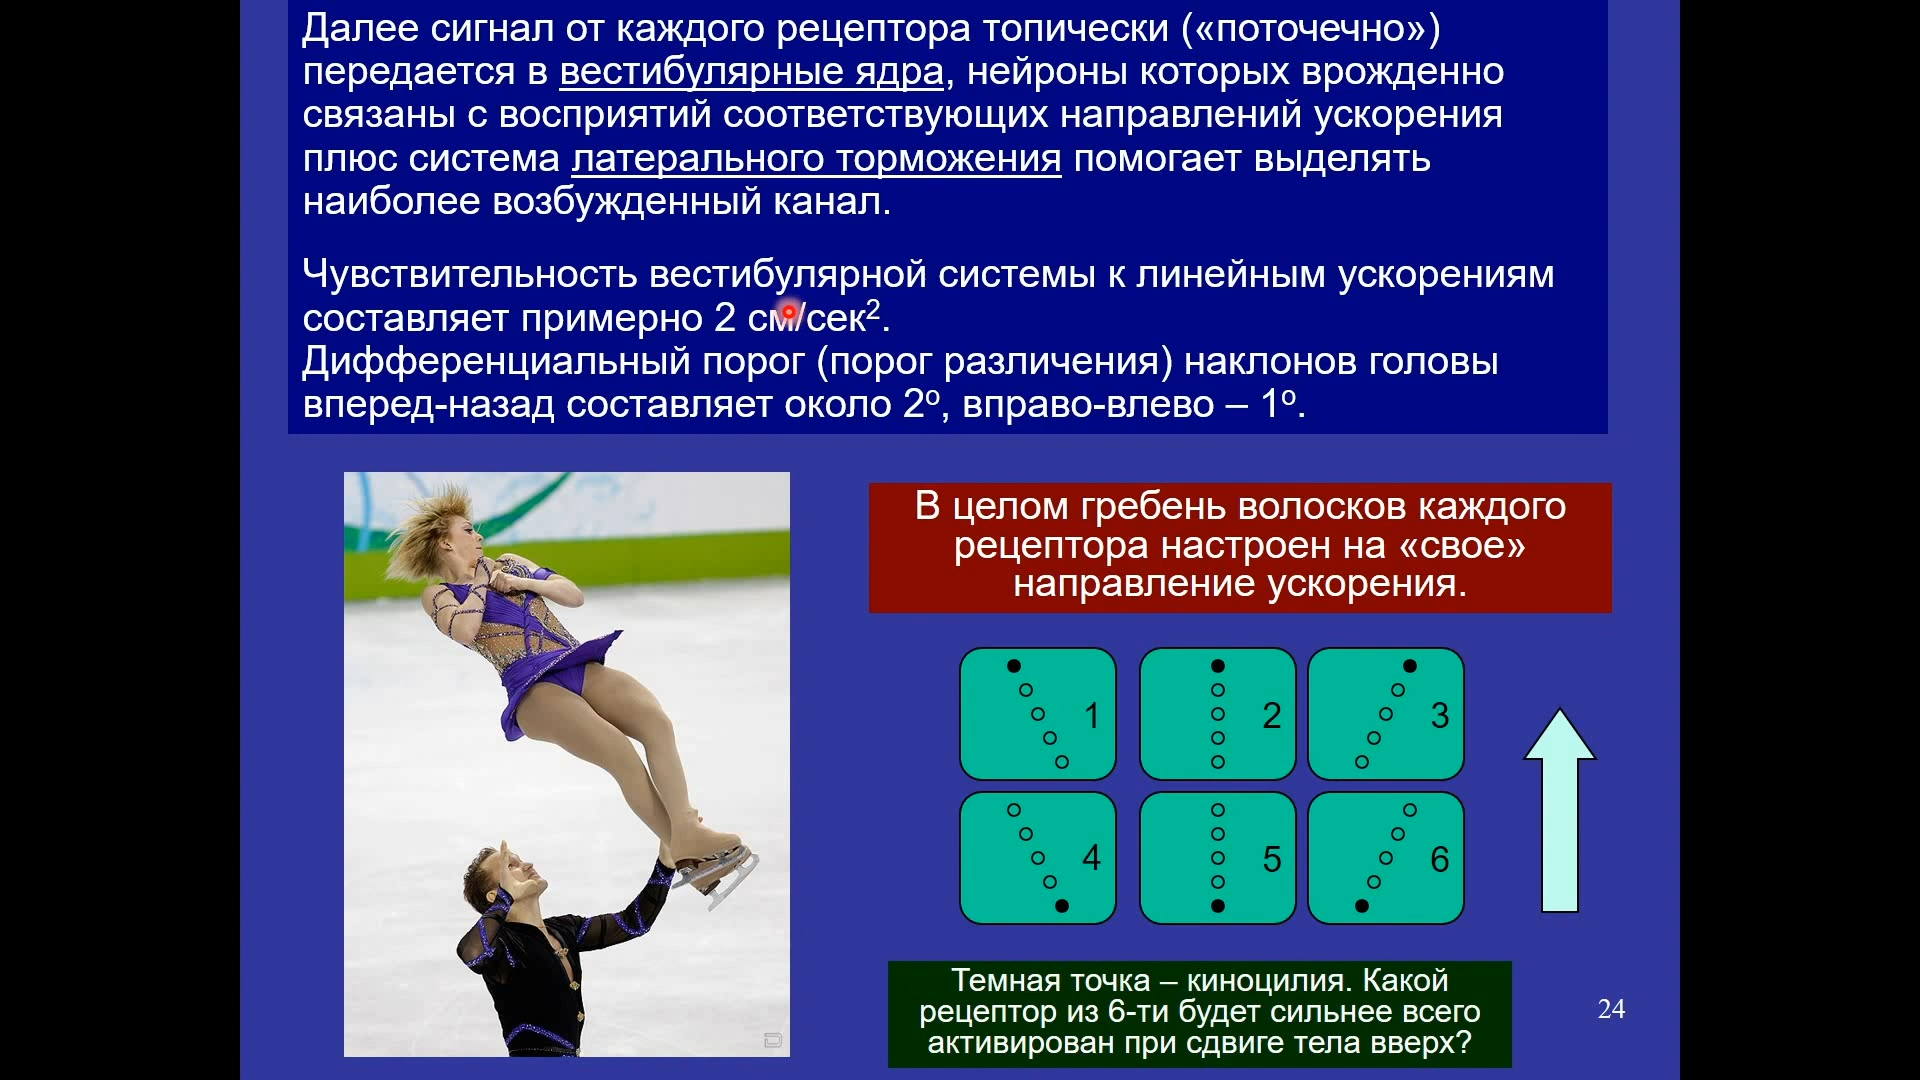 Далее сигнал от каждого рецептора топически («поточечно»)
передается в вестибулярные ядра, нейроны которых врожденно
связаны с восприятий соответствующих направлений ускорения
плюс система латерального торможения помогает выделять
наиболее возбужденный канал.
Чувствительность вестибулярной системы к линейным ускорениям
составляет примерно 2 см/сек².
Дифференциальный порог (порог различения) наклонов головы
вперед-назад составляет около 2º, вправо-влево – 1º.
В целом гребень волосков каждого
рецептора настроен на «свое»
направление ускорения.
1 2 3
4 5 6
Темная точка – киноцилия. Какой
рецептор из 6-ти будет сильнее всего
активирован при сдвиге тела вверх?
24